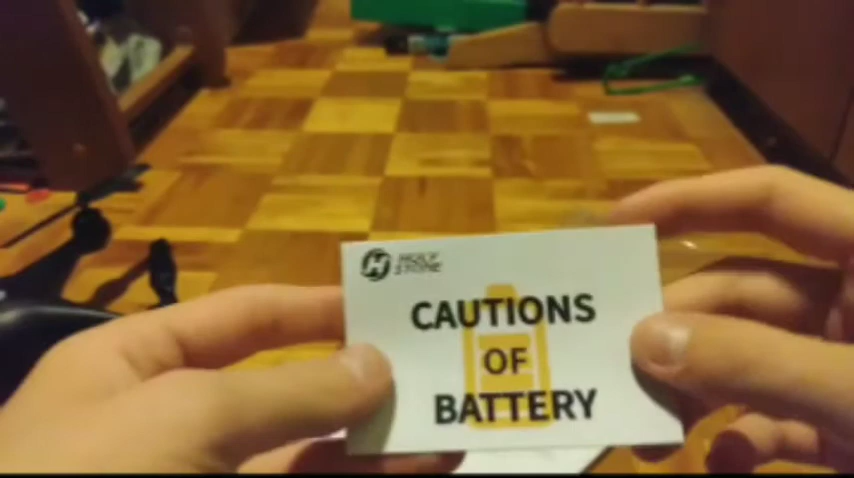 HOLY
STONE
CAUTIONS
OF
BATTERY